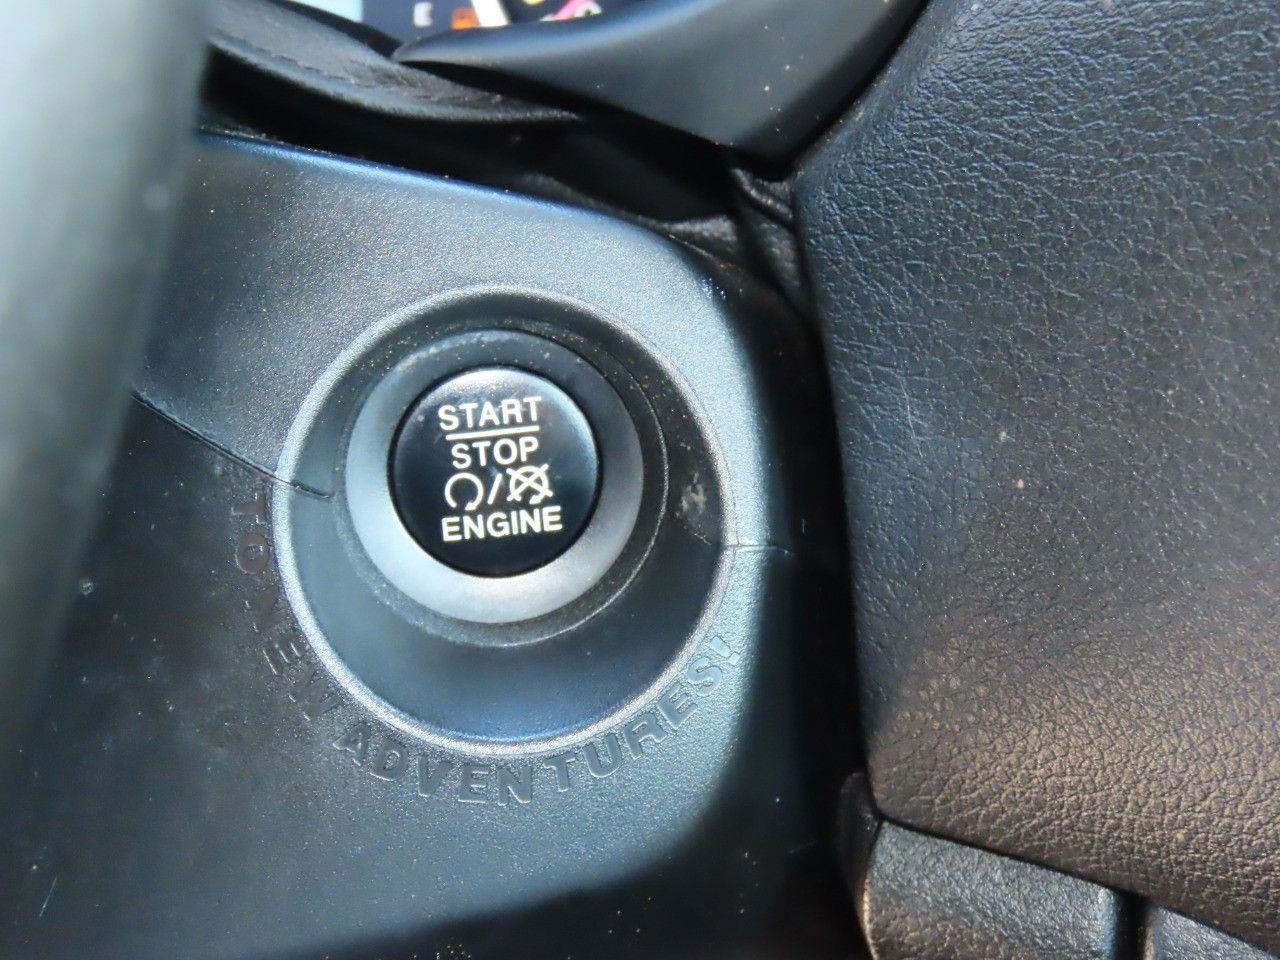 START
STOP
ENGINE
TO NEW ADVENTURES!